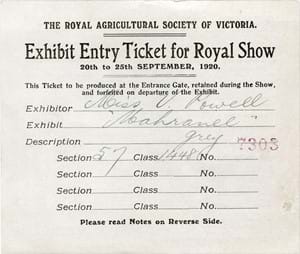 THE ROYAL AGRICULTURAL SOCIETY OF VICTORIA.
Exhibit Entry Ticket for Royal Show
20th to 25th SEPTEMBER, 1920.
This Ticket to be produced at the Entrance Gate, retained during the Show,
and forfeited on departure of the Exhibit.
Exhibitor Miss V. Powell
Exhibit "Mahranee"
Description grey 7303
Section 57 Class 1448 No.
Section Class No.
Section Class No.
Section Class No.
Please read Notes on Reverse Side.